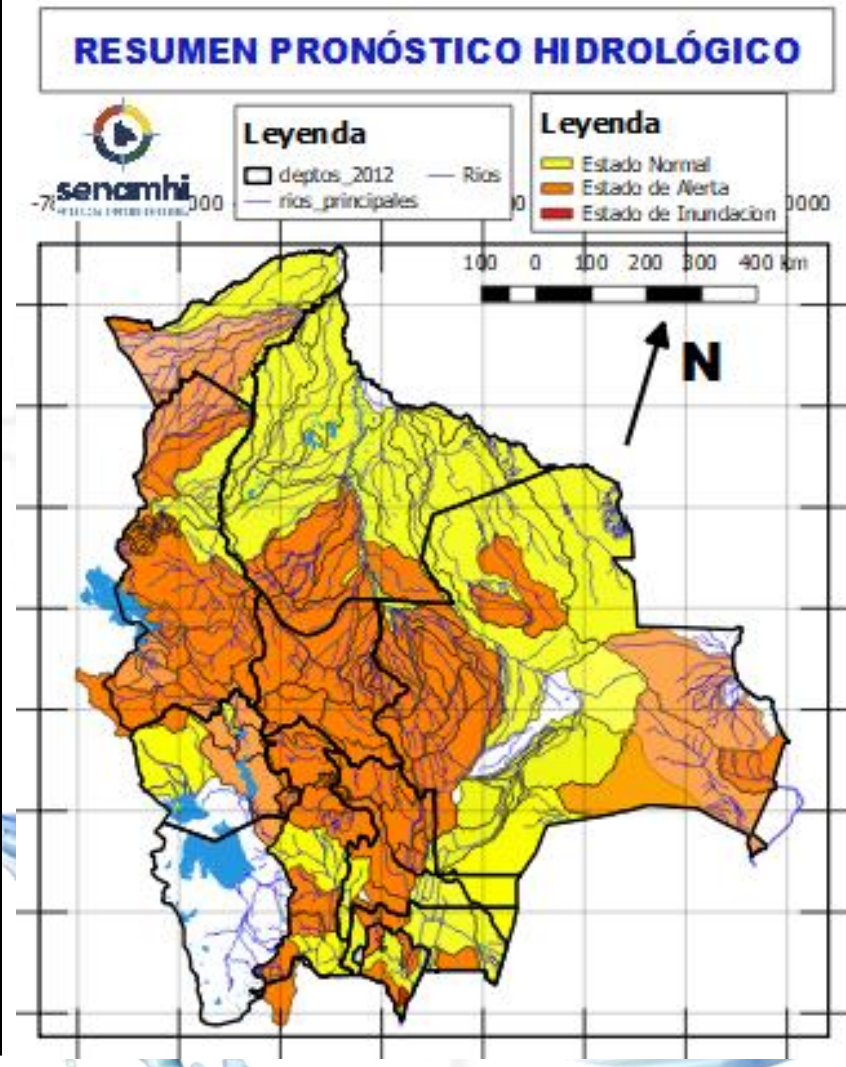 RESUMEN PRONÓSTICO HIDROLÓGICO
senamhi
Leyenda
deptos_2012
Rios
rios_principales
Leyenda
Estado Normal
Estado de Alerta
Estado de Inundacion
100 0 100 200 300 400 km
N